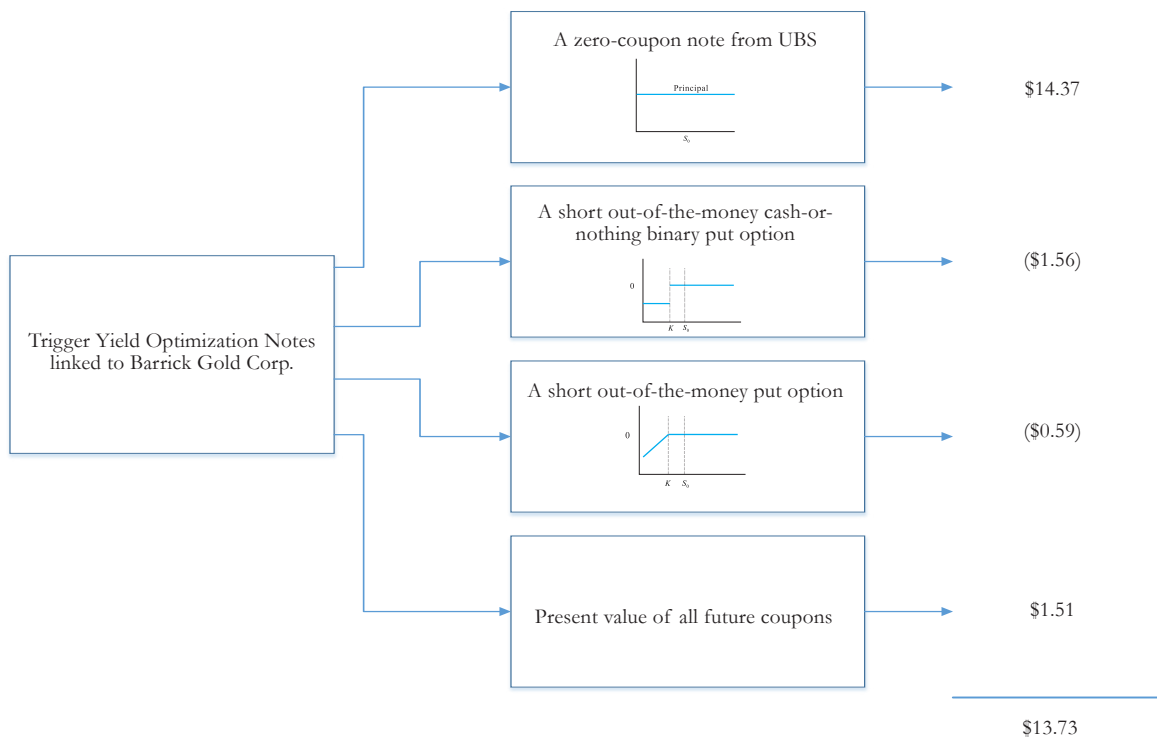 A zero-coupon note from UBS
Principal
S₀
$14.37
A short out-of-the-money cash-or-
nothing binary put option
0
K
S₀
($1.56)
Trigger Yield Optimization Notes
linked to Barrick Gold Corp.
A short out-of-the-money put option
0
K
S₀
($0.59)
Present value of all future coupons
$1.51
$13.73